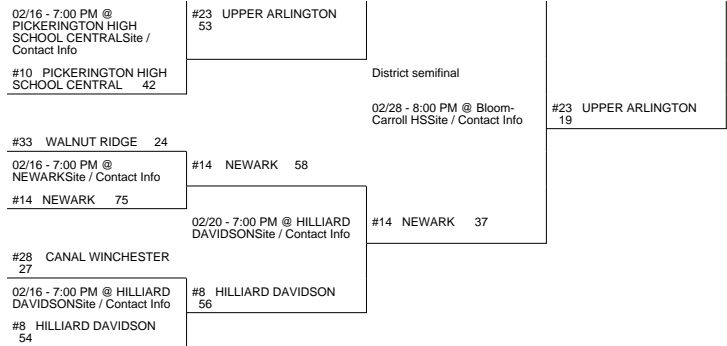 02/16 - 7:00 PM @
PICKERINGTON HIGH
SCHOOL CENTRALSite /
Contact Info
#10 PICKERINGTON HIGH
SCHOOL CENTRAL 42
#23 UPPER ARLINGTON
53
District semifinal
02/28 - 8:00 PM @ Bloom-
Carroll HSSite / Contact Info
#23 UPPER ARLINGTON
19
#33 WALNUT RIDGE 24
02/16 - 7:00 PM @
NEWARKSite / Contact Info
#14 NEWARK 75
#14 NEWARK 58
02/20 - 7:00 PM @ HILLIARD
DAVIDSONSite / Contact Info
#14 NEWARK 37
#28 CANAL WINCHESTER
27
02/16 - 7:00 PM @ HILLIARD
DAVIDSONSite / Contact Info
#8 HILLIARD DAVIDSON
54
#8 HILLIARD DAVIDSON
56